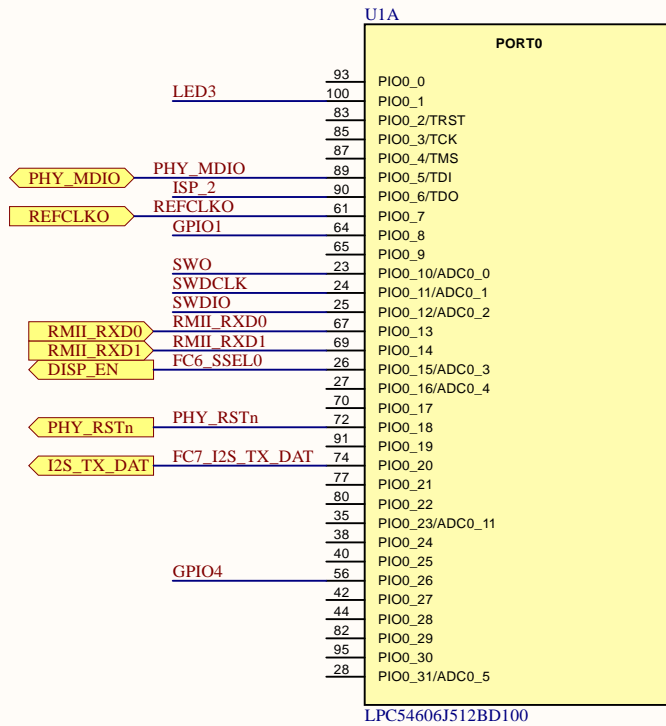 U1A
PORT0
93 PIO0_0
LED3 100 PIO0_1
83 PIO0_2/TRST
85 PIO0_3/TCK
87 PIO0_4/TMS
PHY_MDIO PHY_MDIO 89 PIO0_5/TDI
ISP_2 90 PIO0_6/TDO
REFCLKO REFCLKO 61 PIO0_7
GPIO1 64 PIO0_8
65 PIO0_9
SWO 23 PIO0_10/ADC0_0
SWDCLK 24 PIO0_11/ADC0_1
SWDIO 25 PIO0_12/ADC0_2
RMII_RXD0 RMII_RXD0 67 PIO0_13
RMII_RXD1 RMII_RXD1 69 PIO0_14
DISP_EN FC6_SSEL0 26 PIO0_15/ADC0_3
27 PIO0_16/ADC0_4
70 PIO0_17
PHY_RSTn PHY_RSTn 72 PIO0_18
91 PIO0_19
I2S_TX_DAT FC7_I2S_TX_DAT 74 PIO0_20
77 PIO0_21
80 PIO0_22
35 PIO0_23/ADC0_11
38 PIO0_24
40 PIO0_25
GPIO4 56 PIO0_26
42 PIO0_27
44 PIO0_28
82 PIO0_29
95 PIO0_30
28 PIO0_31/ADC0_5
LPC54606J512BD100